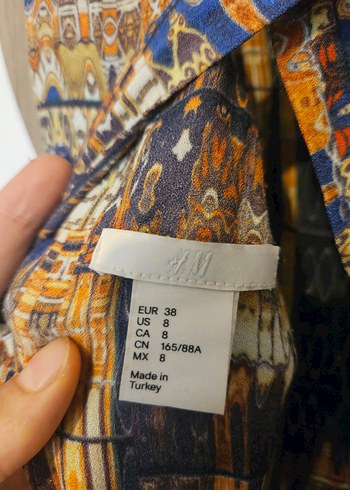 H&M
EUR 38
US 8
CA 8
CN 165/88A
MX 8
Made in
Turkey